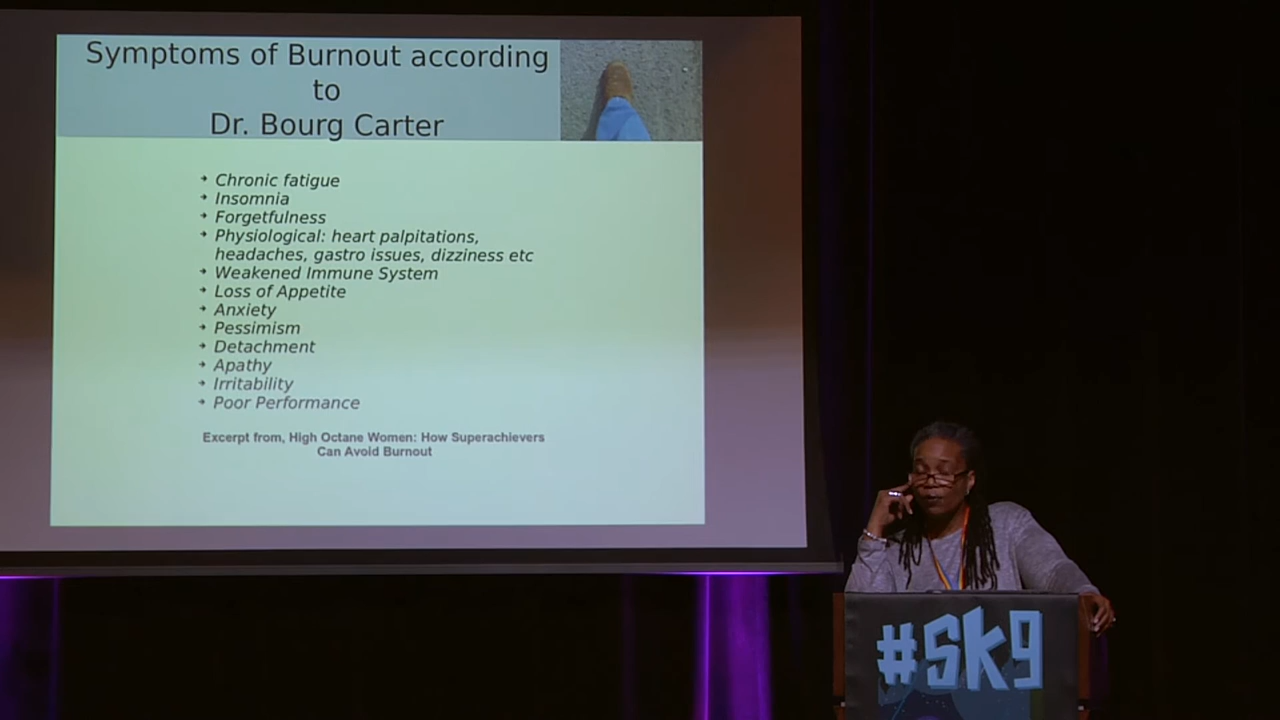 Symptoms of Burnout according
to
Dr. Bourg Carter
➔ Chronic fatigue
➔ Insomnia
➔ Forgetfulness
➔ Physiological: heart palpitations,
headaches, gastro issues, dizziness etc
➔ Weakened Immune System
➔ Loss of Appetite
➔ Anxiety
➔ Pessimism
➔ Detachment
➔ Apathy
➔ Irritability
➔ Poor Performance
Excerpt from, High Octane Women: How Superachievers
Can Avoid Burnout
#SK9